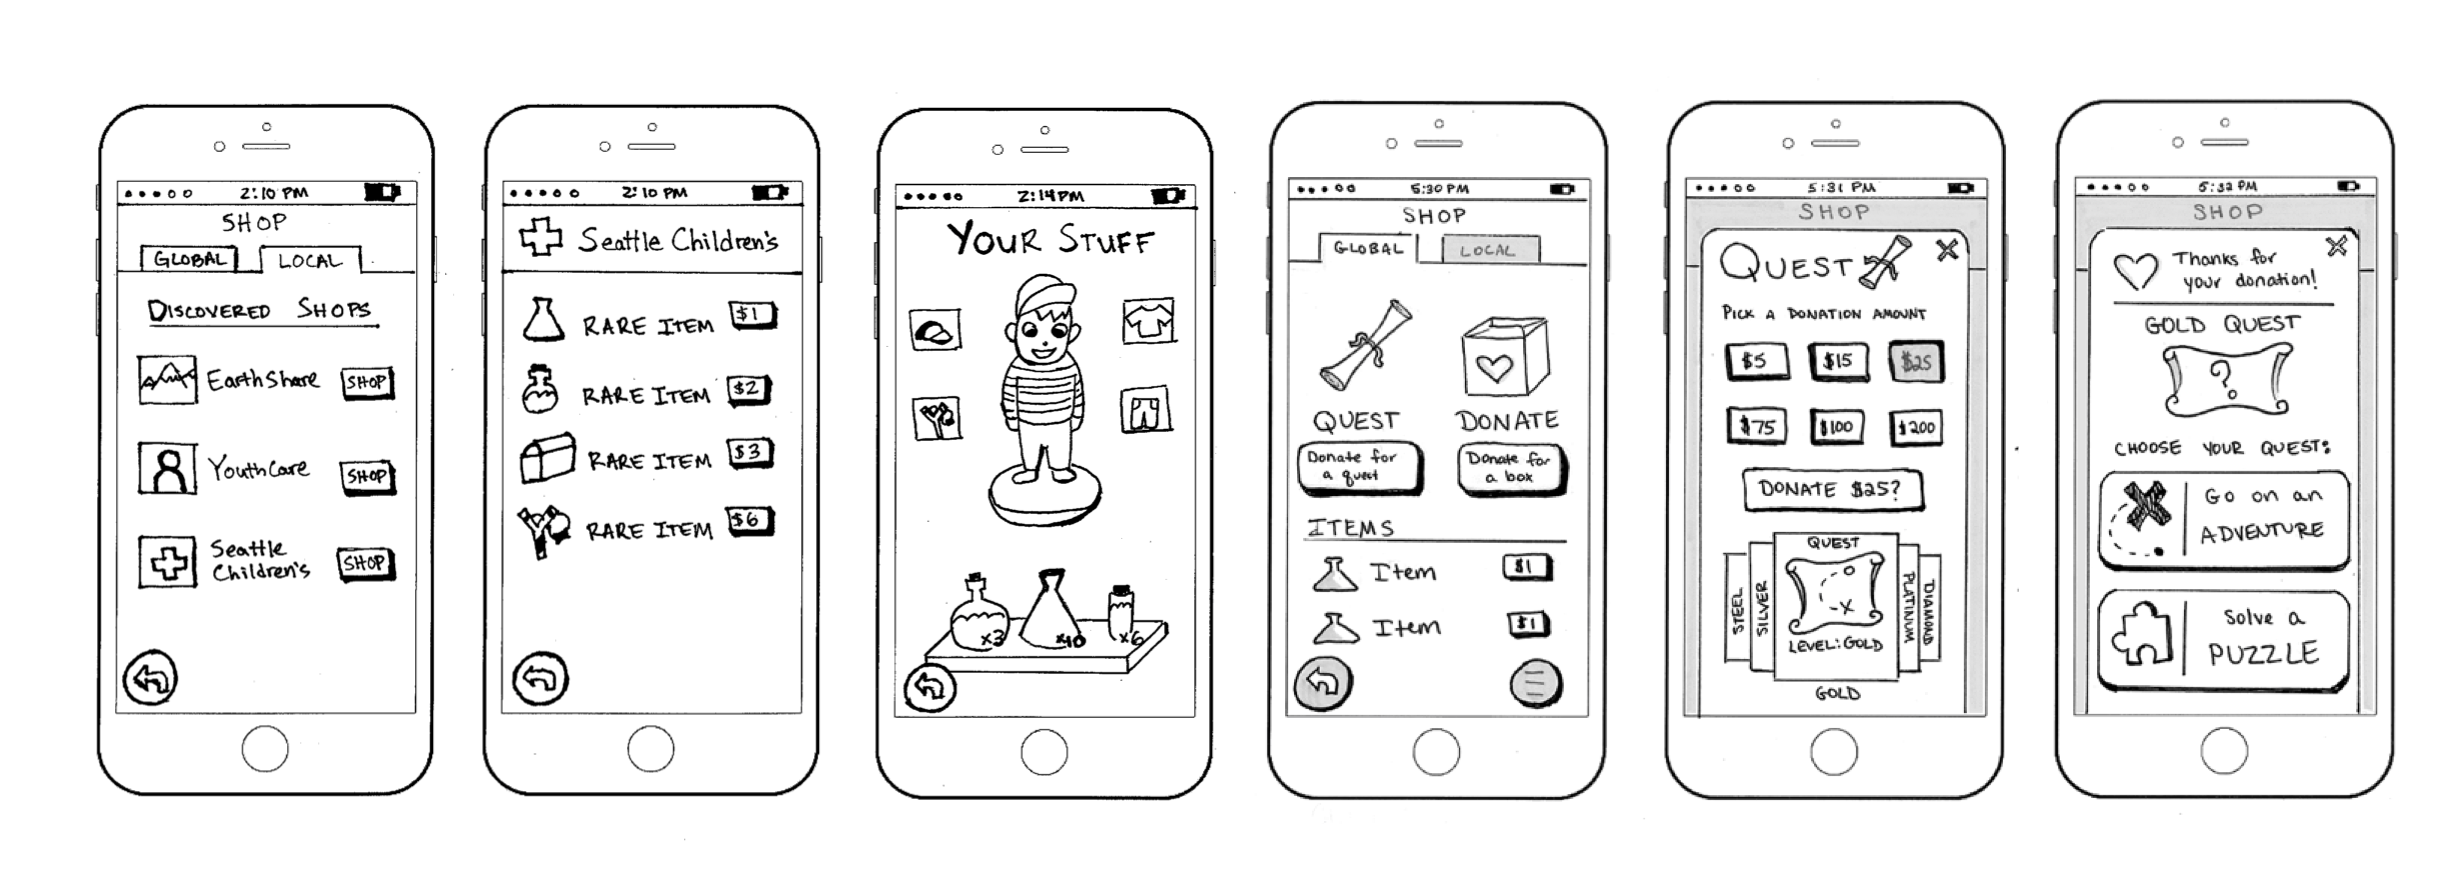 2:10 PM
SHOP
GLOBAL LOCAL
DISCOVERED SHOPS
EarthShare SHOP
YouthCare SHOP
Seattle
Children's SHOP
2:10 PM
Seattle Children's
RARE ITEM $1
RARE ITEM $2
RARE ITEM $3
RARE ITEM $6
2:14PM
YOUR STUFF
x3 x10 x6
5:30 PM
SHOP
GLOBAL LOCAL
QUEST DONATE
Donate for
a quest
Donate for
a box
ITEMS
Item $1
Item $1
5:31 PM
SHOP
QUEST
PICK A DONATION AMOUNT
$5 $15 $25
$75 $100 $200
DONATE $25?
STEEL
SILVER
QUEST
X
LEVEL: GOLD
PLATINUM
DIAMOND
GOLD
5:32 PM
SHOP
Thanks for
your donation!
GOLD QUEST
?
CHOOSE YOUR QUEST:
GO on an
ADVENTURE
Solve a
PUZZLE